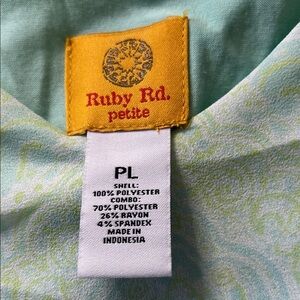 Ruby Rd.
petite
PL
SHELL:
100% POLYESTER
COMBO:
70% POLYESTER
26% RAYON
4% SPANDEX
MADE IN
INDONESIA